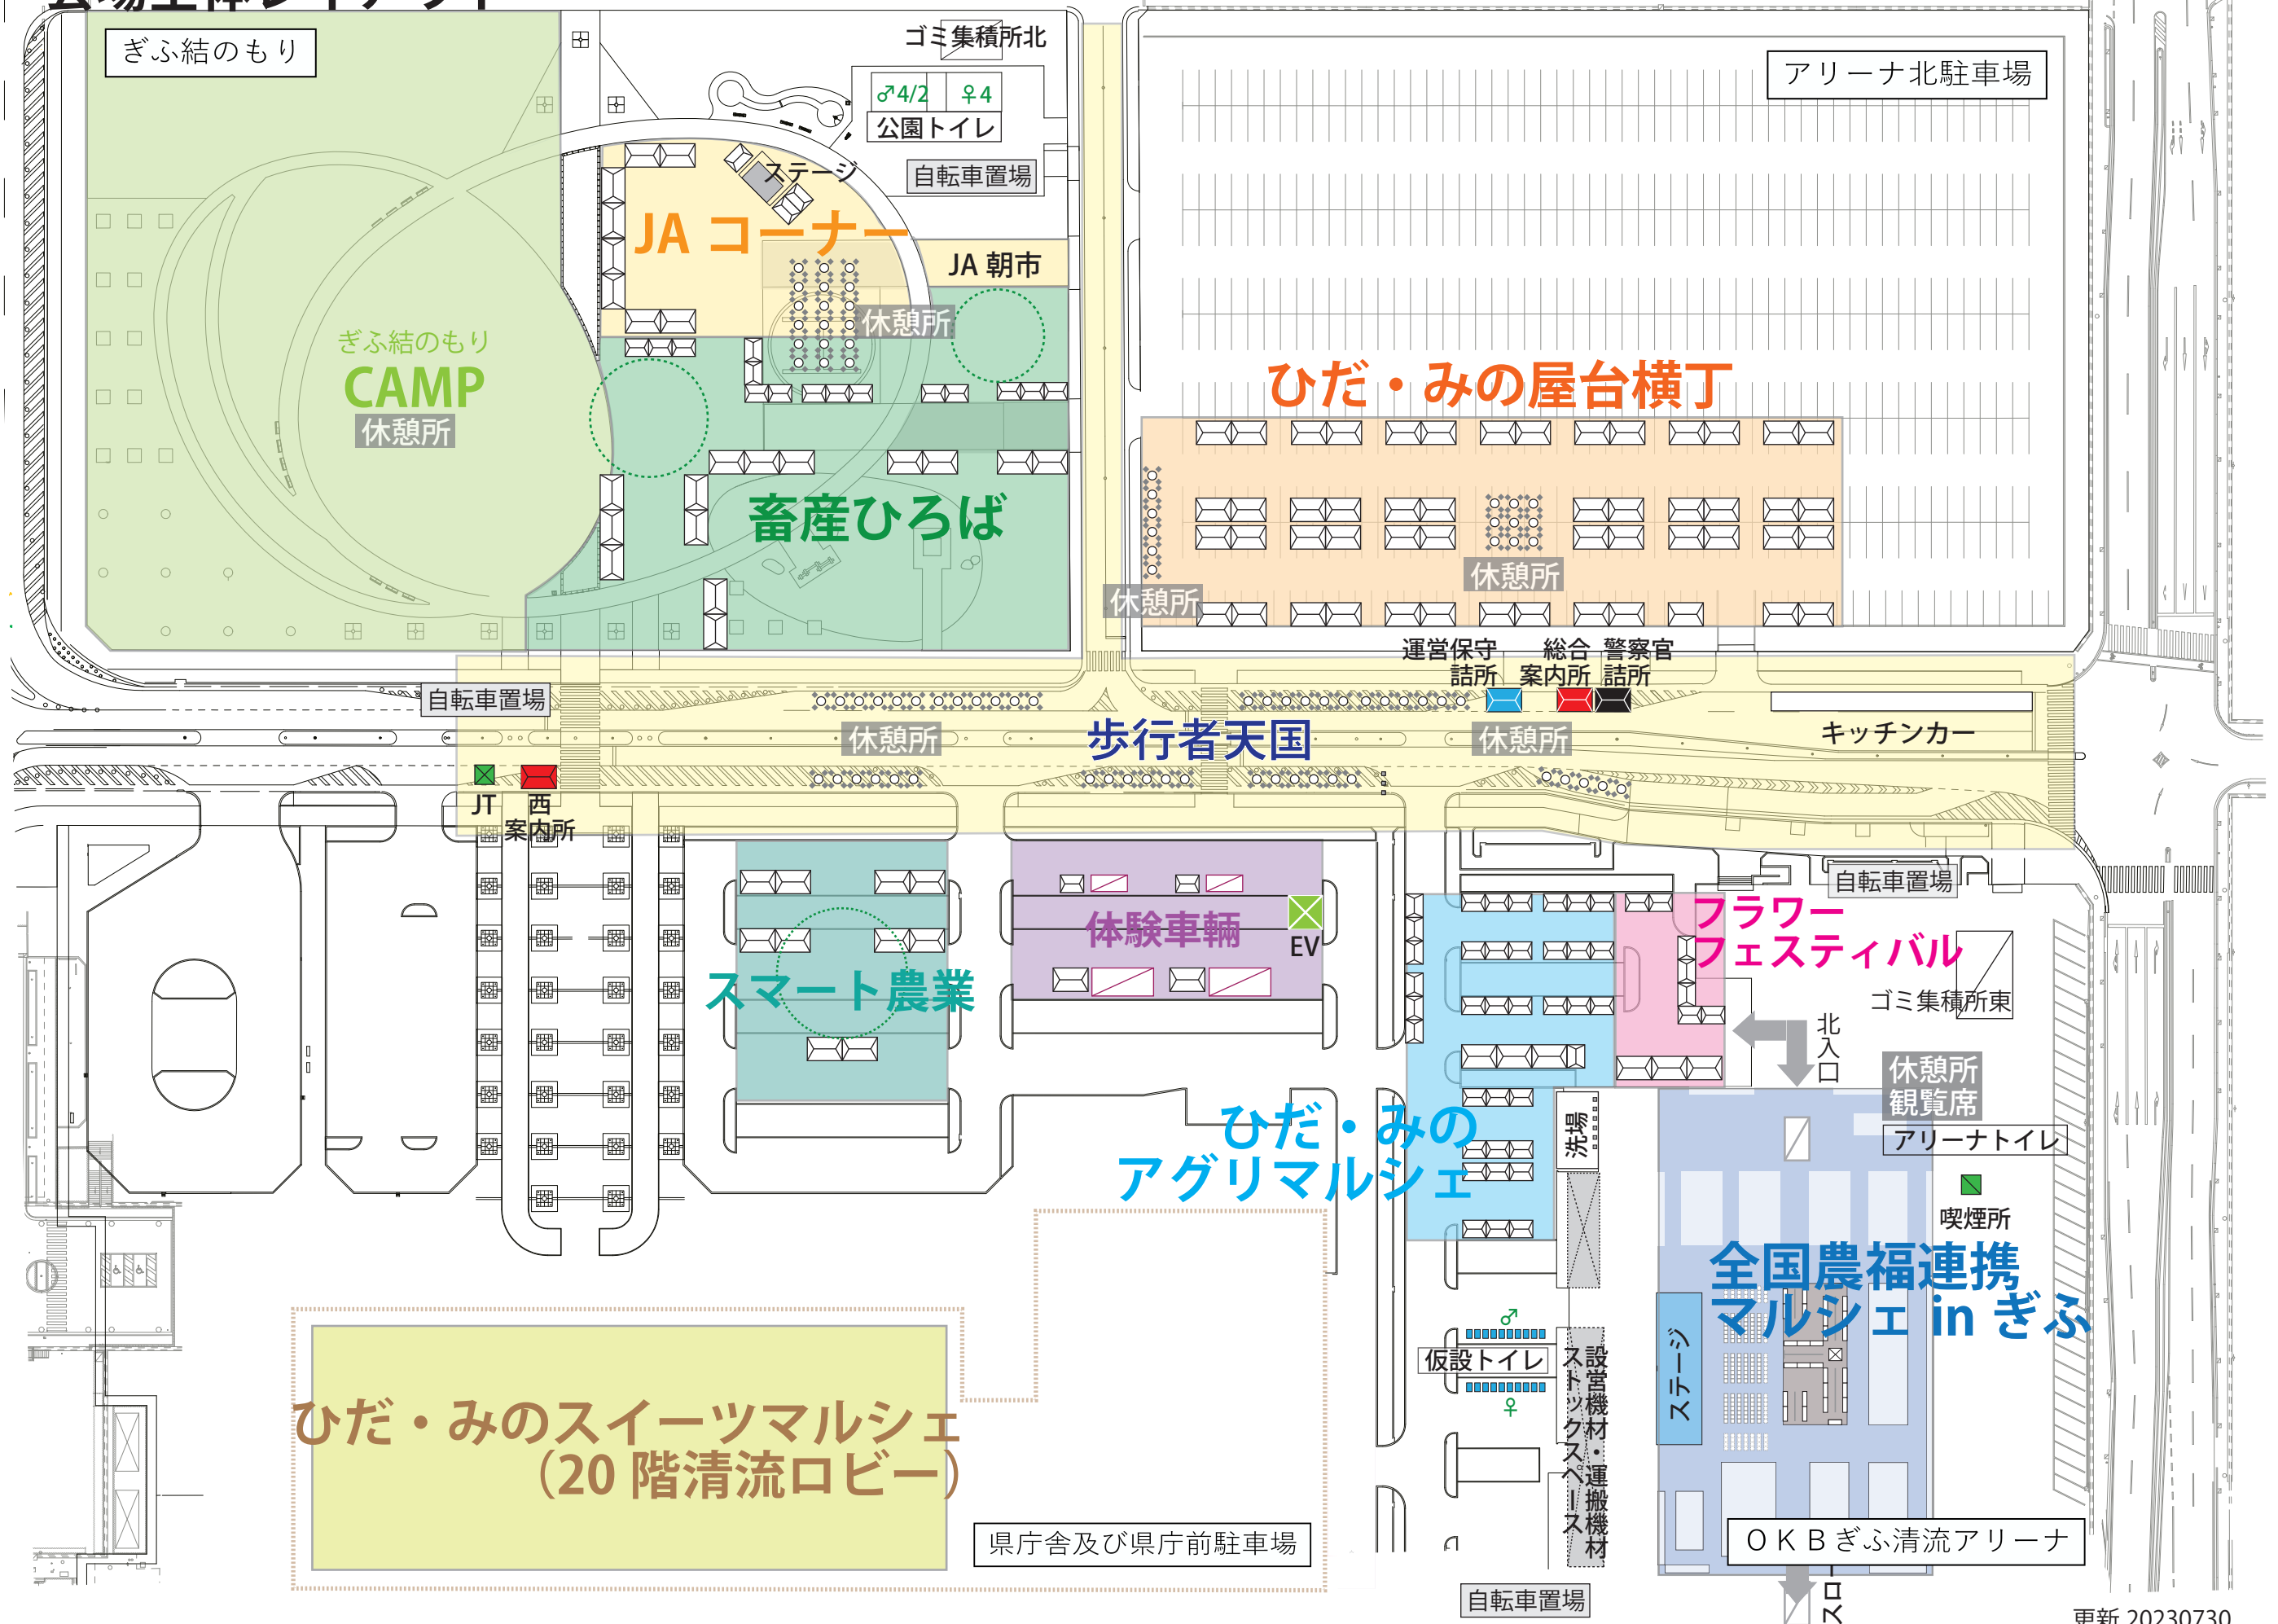 ぎふ結のもり
ゴミ集積所北
♂4/2 ♀4
公園トイレ
自転車置場
アリーナ北駐車場
ステージ
JA コーナー
JA 朝市
休憩所
ぎふ結のもり
CAMP
休憩所
畜産ひろば
ひだ・みの屋台横丁
休憩所
休憩所
運営保守
詰所
総合
案内所
警察官
詰所
自転車置場
休憩所
歩行者天国
休憩所
キッチンカー
JT
西
案内所
体験車輌
EV
スマート農業
自転車置場
フラワー
フェスティバル
ゴミ集積所東
北入口
休憩所
観覧席
アリーナトイレ
喫煙所
ひだ・みの
アグリマルシェ
洗場
全国農福連携
マルシェ in ぎふ
ステージ
♂
仮設トイレ
♀
設営機材・運搬機材
ストックスペース
ひだ・みのスイーツマルシェ
（20 階清流ロビー）
県庁舎及び県庁前駐車場
ＯＫＢぎふ清流アリーナ
自転車置場
更新 20230730